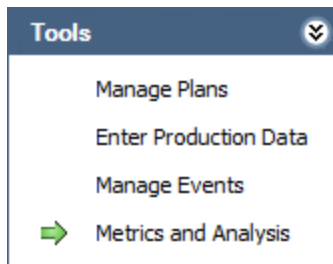 Tools
Manage Plans
Enter Production Data
Manage Events
Metrics and Analysis